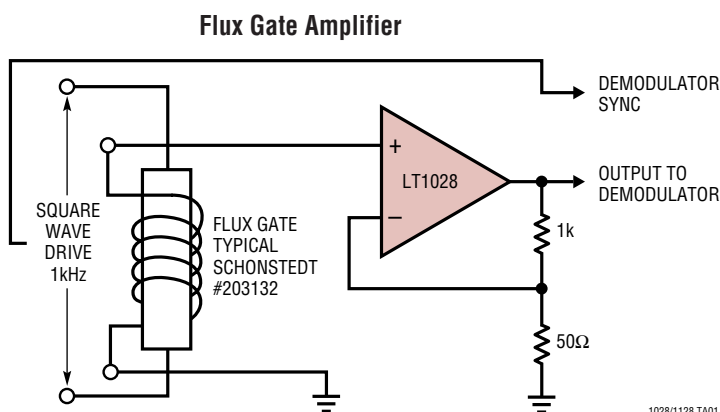 Flux Gate Amplifier
DEMODULATOR
SYNC
+
LT1028
–
OUTPUT TO
DEMODULATOR
SQUARE
WAVE
DRIVE
1kHz
FLUX GATE
TYPICAL
SCHONSTEDT
#203132
1k
50Ω
1028/1128 TA01